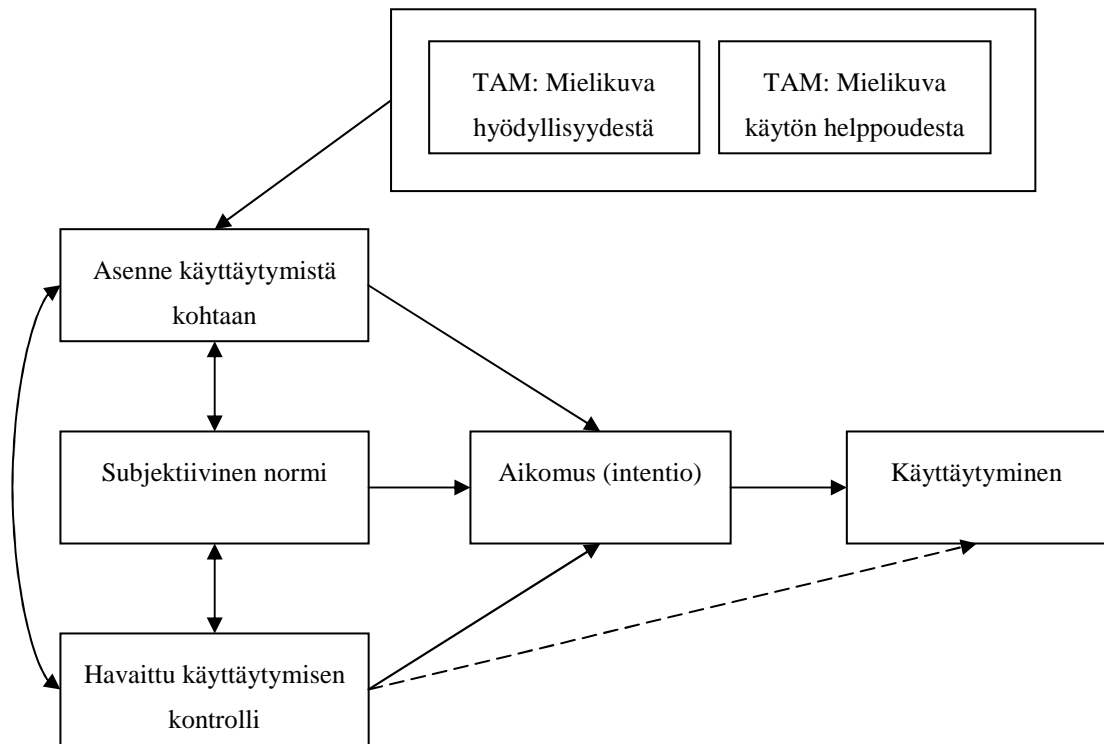 TAM: Mielikuva
hyödyllisyydestä
TAM: Mielikuva
käytön helppoudesta
Asenne käyttäytymistä
kohtaan
Subjektiivinen normi
Aikomus (intentio)
Käyttäytyminen
Havaittu käyttäytymisen
kontrolli